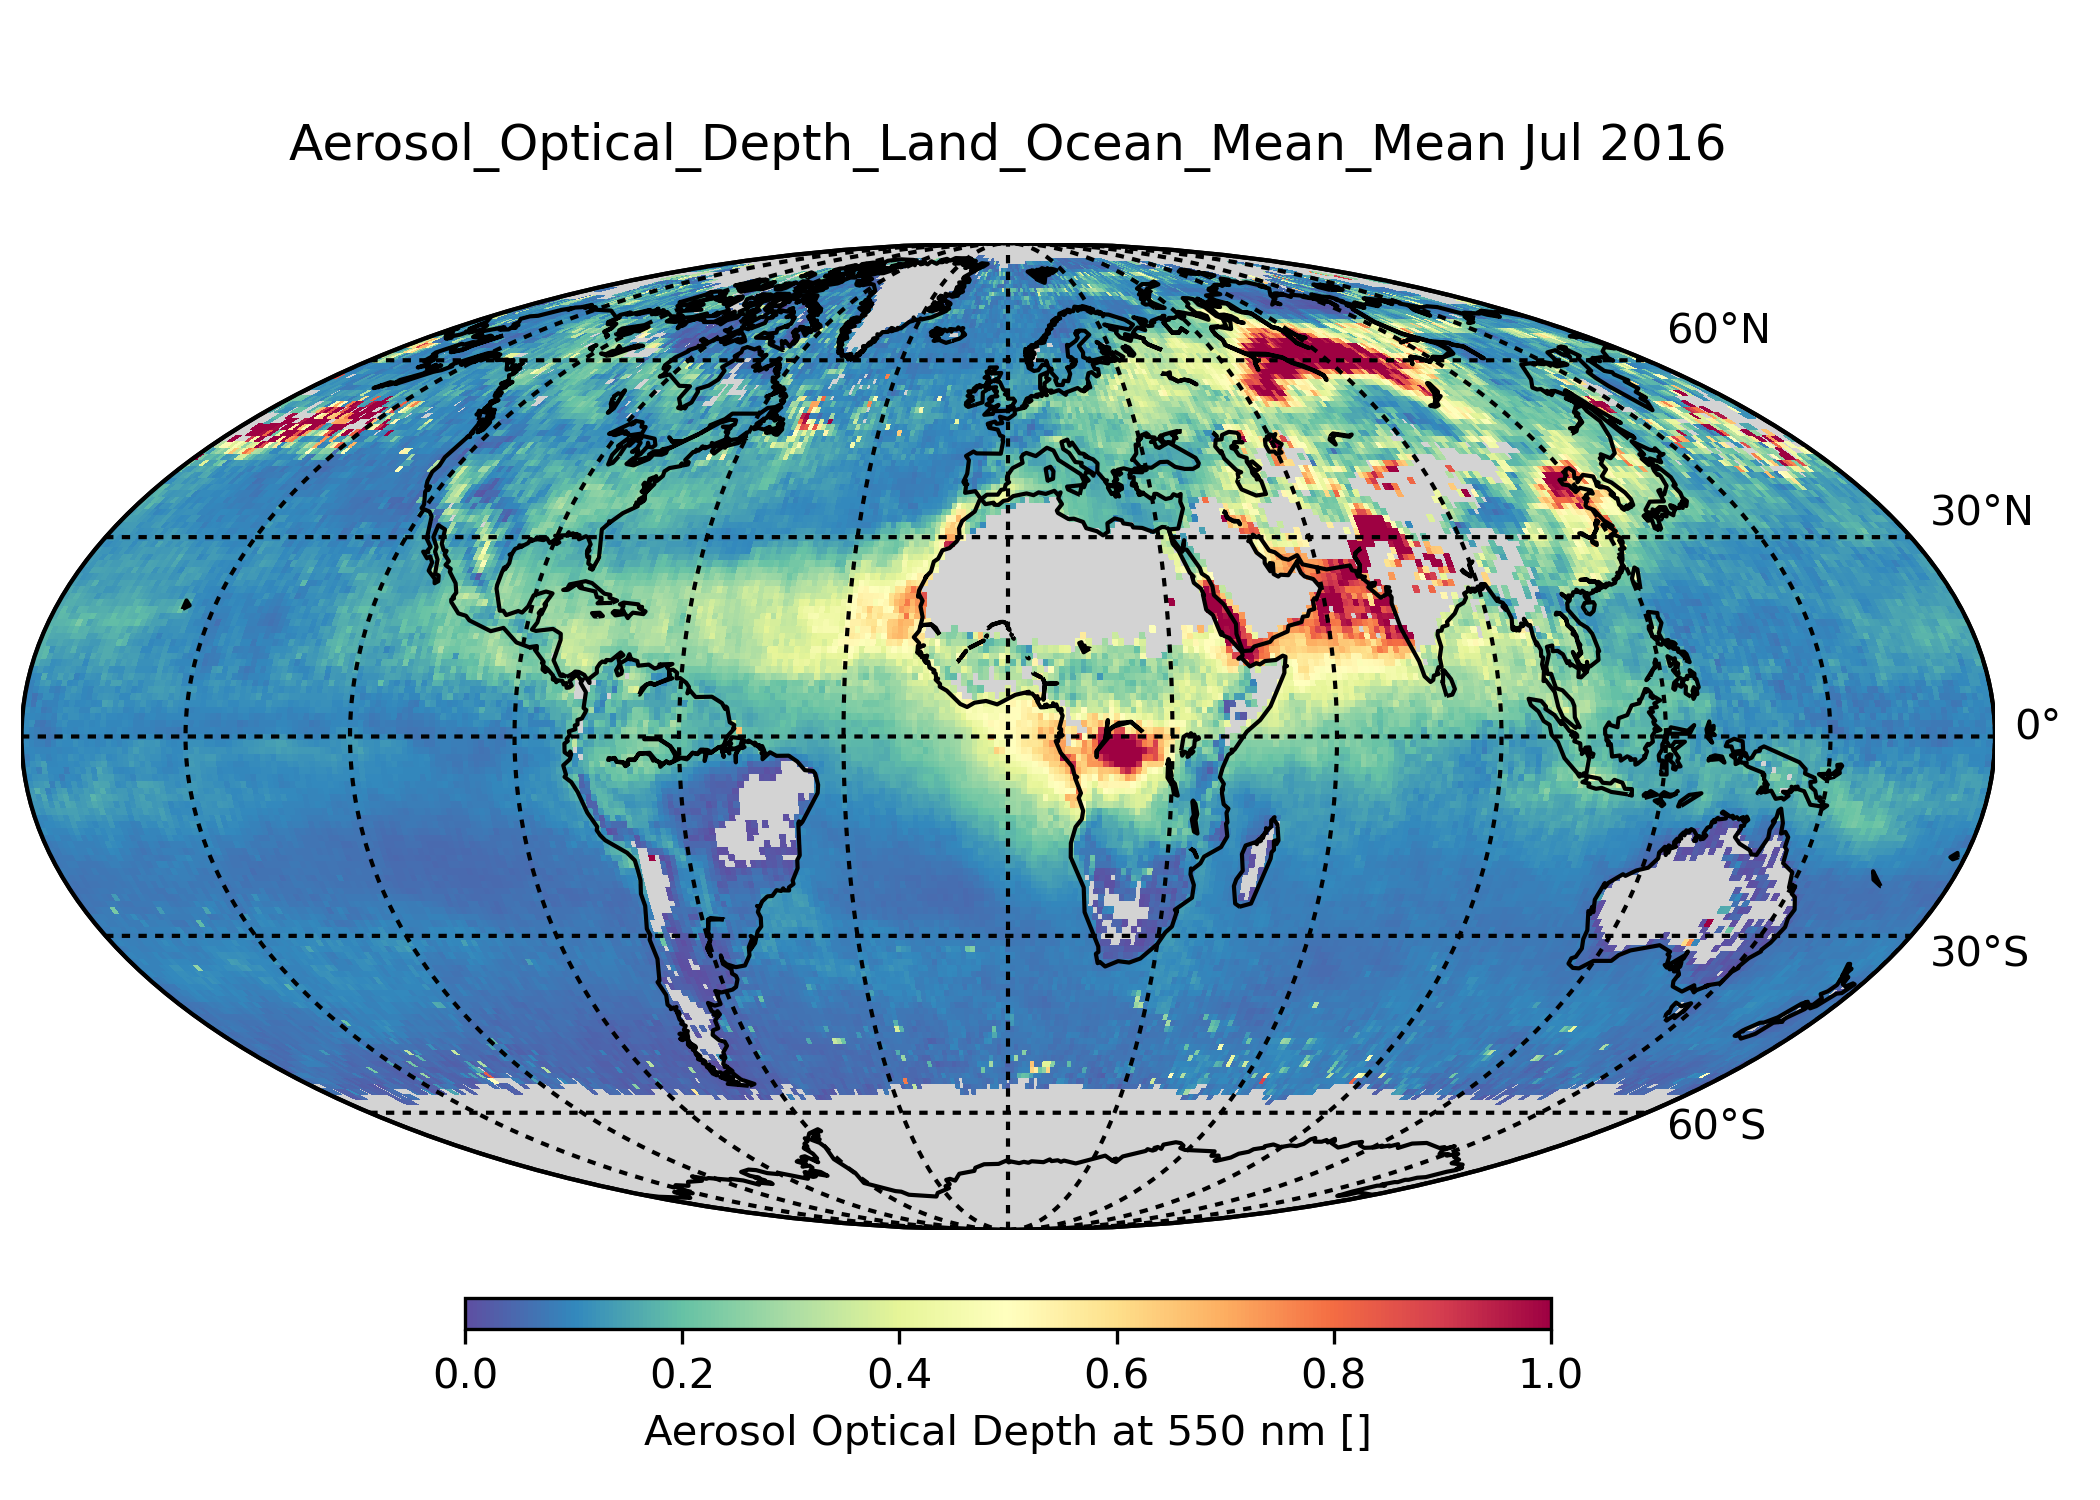 Aerosol_Optical_Depth_Land_Ocean_Mean_Mean Jul 2016
60°N
30°N
0°
30°S
60°S
0.0 0.2 0.4 0.6 0.8 1.0
Aerosol Optical Depth at 550 nm []